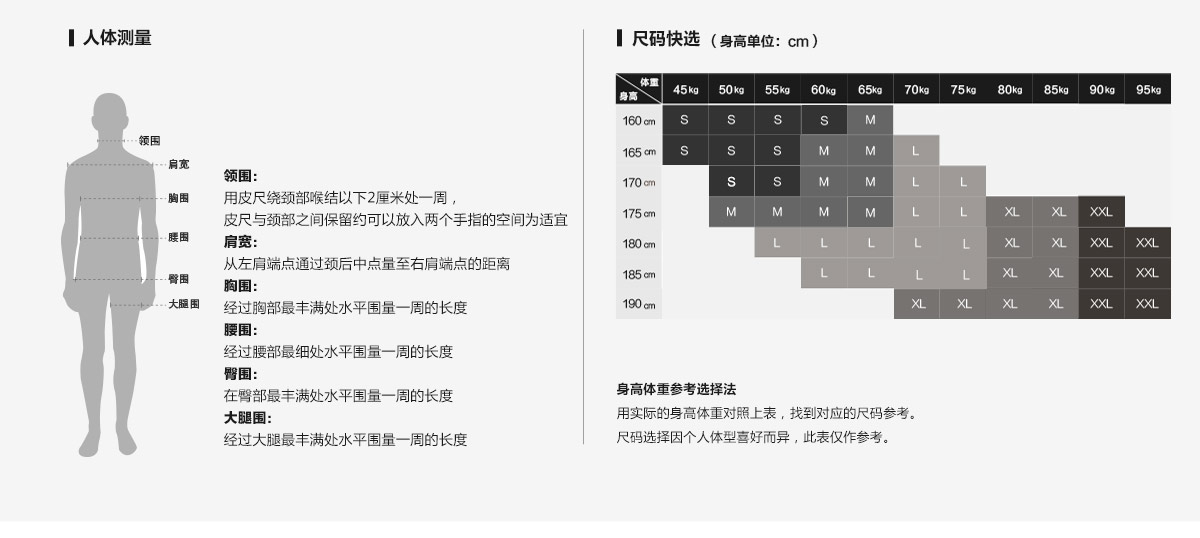 人体测量
领围
肩宽
胸围
腰围
臀围
大腿围
领围：
用皮尺绕颈部喉结以下2厘米处一周，
皮尺与颈部之间保留约可以放入两个手指的空间为适宜
肩宽：
从左肩端点通过颈后中点量至右肩端点的距离
胸围：
经过胸部最丰满处水平围量一周的长度
腰围：
经过腰部最细处水平围量一周的长度
臀围：
在臀部最丰满处水平围量一周的长度
大腿围：
经过大腿最丰满处水平围量一周的长度
尺码快选（身高单位：cm）
体重
身高
45kg 50kg 55kg 60kg 65kg 70kg 75kg 80kg 85kg 90kg 95kg
160cm S S S S M
165cm S S S M M L
170cm S S M M L L
175cm M M M M L L XL XL XXL
180cm L L L L L XL XL XXL XXL
185cm L L L L XL XL XXL XXL
190cm XL XL XL XL XXL XXL
身高体重参考选择法
用实际的身高体重对照上表，找到对应的尺码参考。
尺码选择因个人体型喜好而异，此表仅作参考。